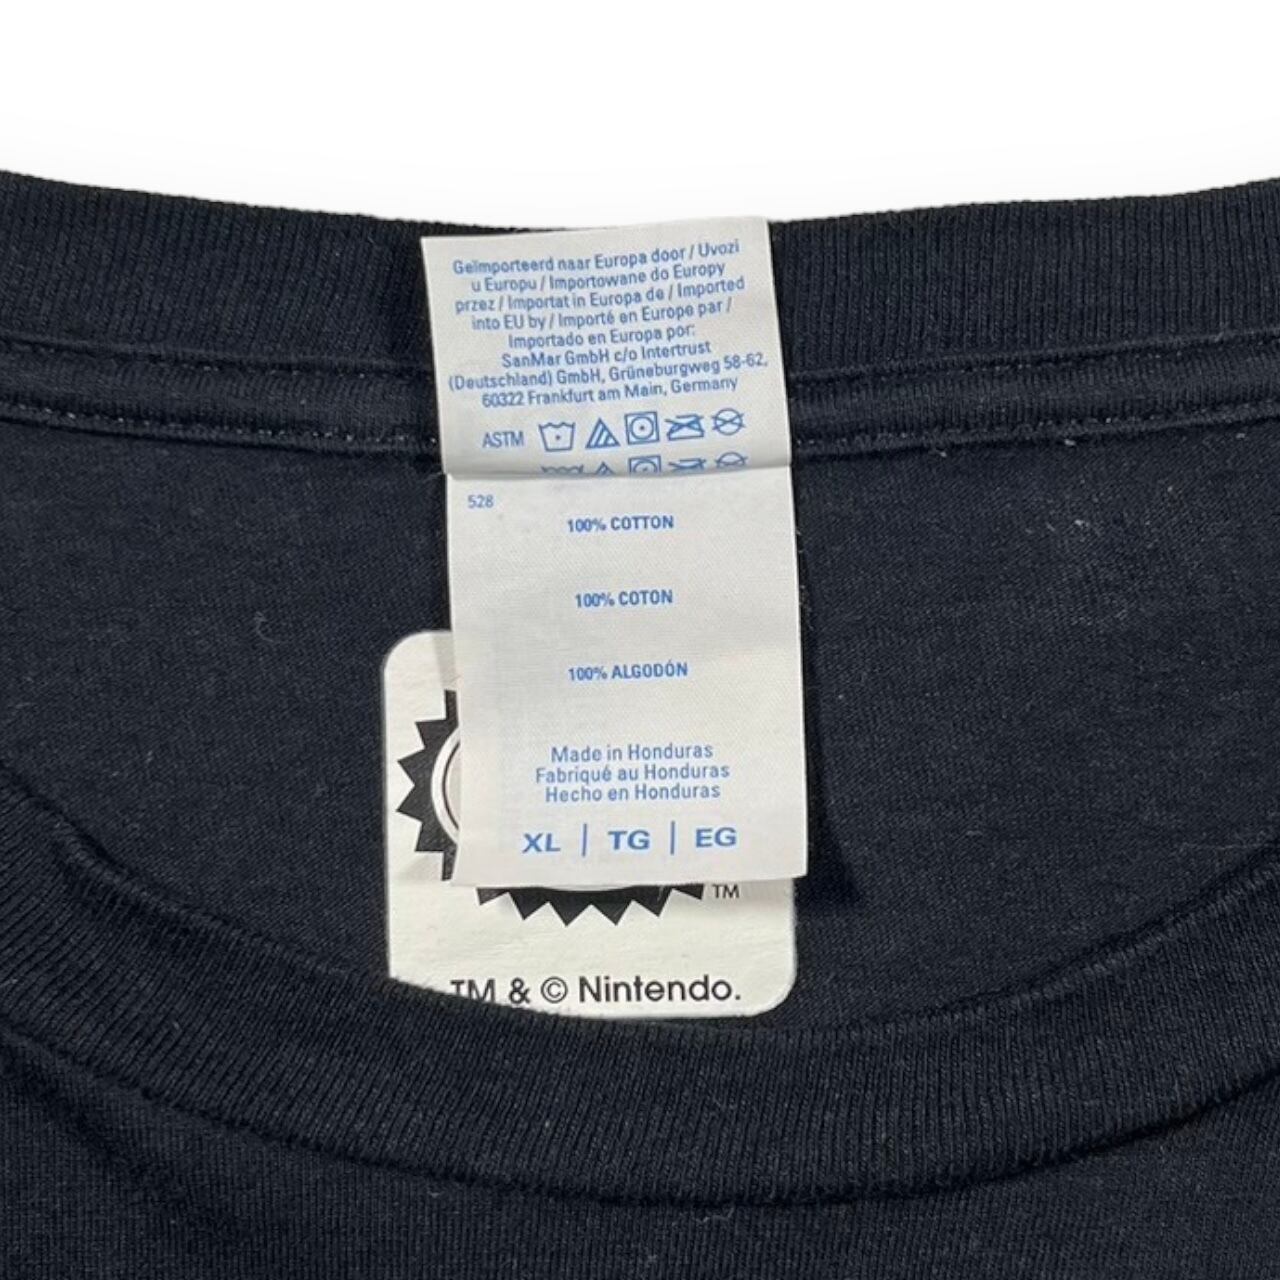 Geïmporteerd naar Europa door / Uvozi
u Europu / Importowane do Europy
przez / Importat in Europa de / Imported
into EU by / Importé en Europe par /
Importado en Europa por:
SanMar GmbH c/o Intertrust
(Deutschland) GmbH, Grüneburgweg 58-62,
60322 Frankfurt am Main, Germany
ASTM
528
100% COTTON
100% COTON
100% ALGODÓN
Made in Honduras
Fabriqué au Honduras
Hecho en Honduras
XL | TG | EG
TM
TM & © Nintendo.